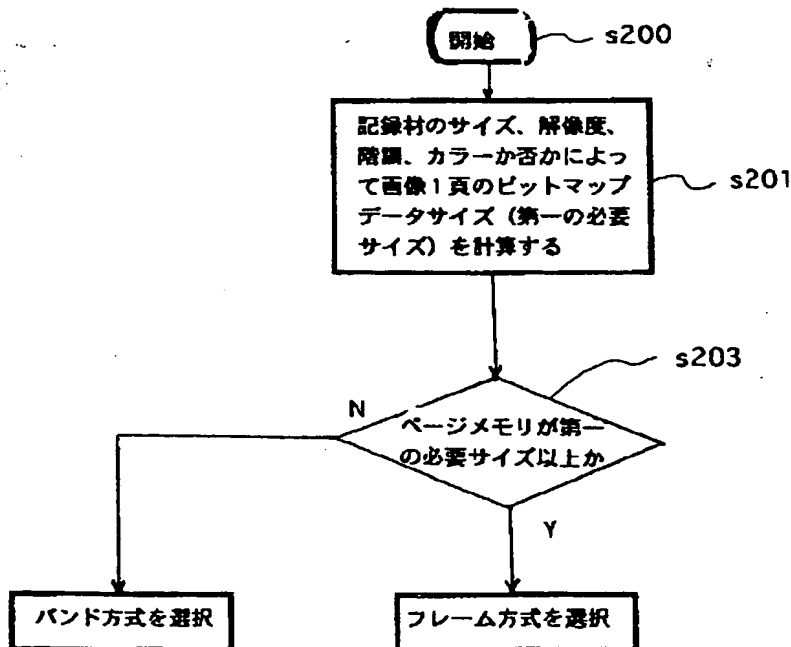 開始
s200
記録材のサイズ、解像度、
階調、カラーか否かによっ
て画像1頁のビットマップ
データサイズ（第一の必要
サイズ）を計算する
s201
s203
N
ページメモリが第一
の必要サイズ以上か
Y
バンド方式を選択
フレーム方式を選択